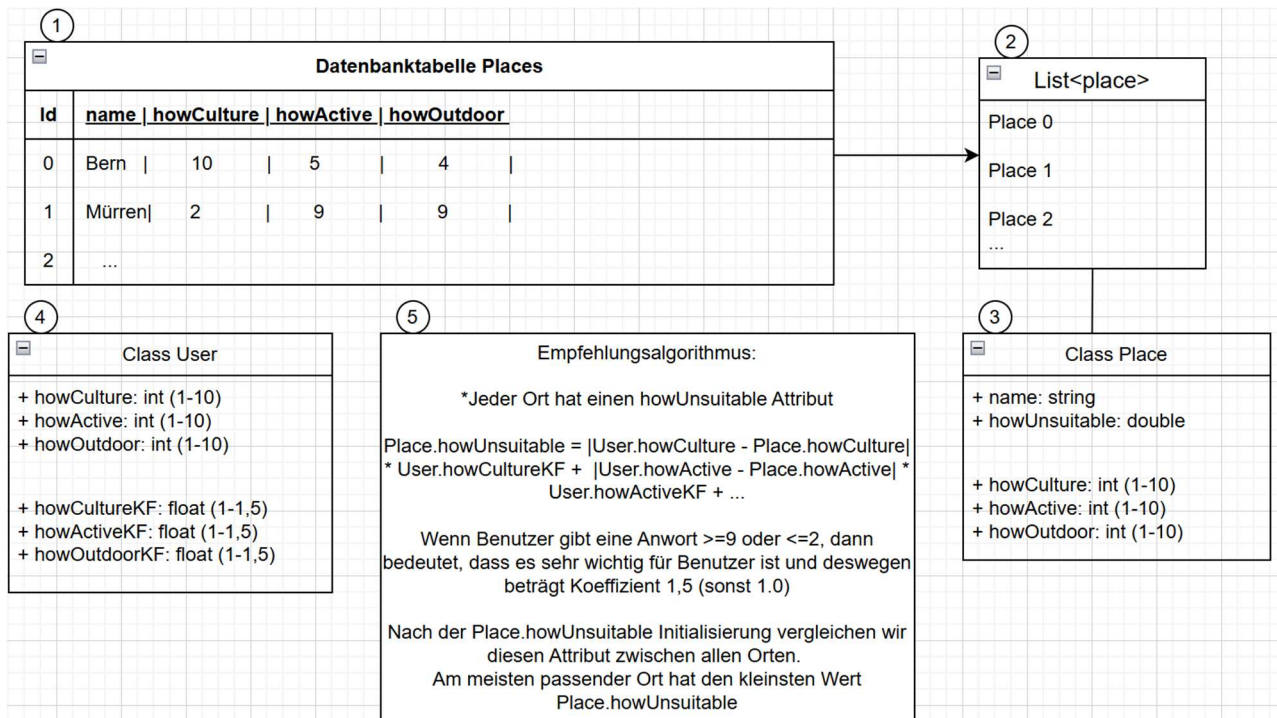 1
Datenbanktabelle Places
Id name | howCulture | howActive | howOutdoor
0 Bern | 10 | 5 | 4 |
1 Mürren| 2 | 9 | 9 |
2 ...
2
List<place>
Place 0
Place 1
Place 2
...
4
Class User
+ howCulture: int (1-10)
+ howActive: int (1-10)
+ howOutdoor: int (1-10)
+ howCultureKF: float (1-1,5)
+ howActiveKF: float (1-1,5)
+ howOutdoorKF: float (1-1,5)
5
Empfehlungsalgorithmus:
*Jeder Ort hat einen howUnsuitable Attribut
Place.howUnsuitable = |User.howCulture - Place.howCulture|
* User.howCultureKF + |User.howActive - Place.howActive| *
User.howActiveKF + ...
Wenn Benutzer gibt eine Anwort >=9 oder <=2, dann
bedeutet, dass es sehr wichtig für Benutzer ist und deswegen
beträgt Koeffizient 1,5 (sonst 1.0)
Nach der Place.howUnsuitable Initialisierung vergleichen wir
diesen Attribut zwischen allen Orten.
Am meisten passender Ort hat den kleinsten Wert
Place.howUnsuitable
3
Class Place
+ name: string
+ howUnsuitable: double
+ howCulture: int (1-10)
+ howActive: int (1-10)
+ howOutdoor: int (1-10)